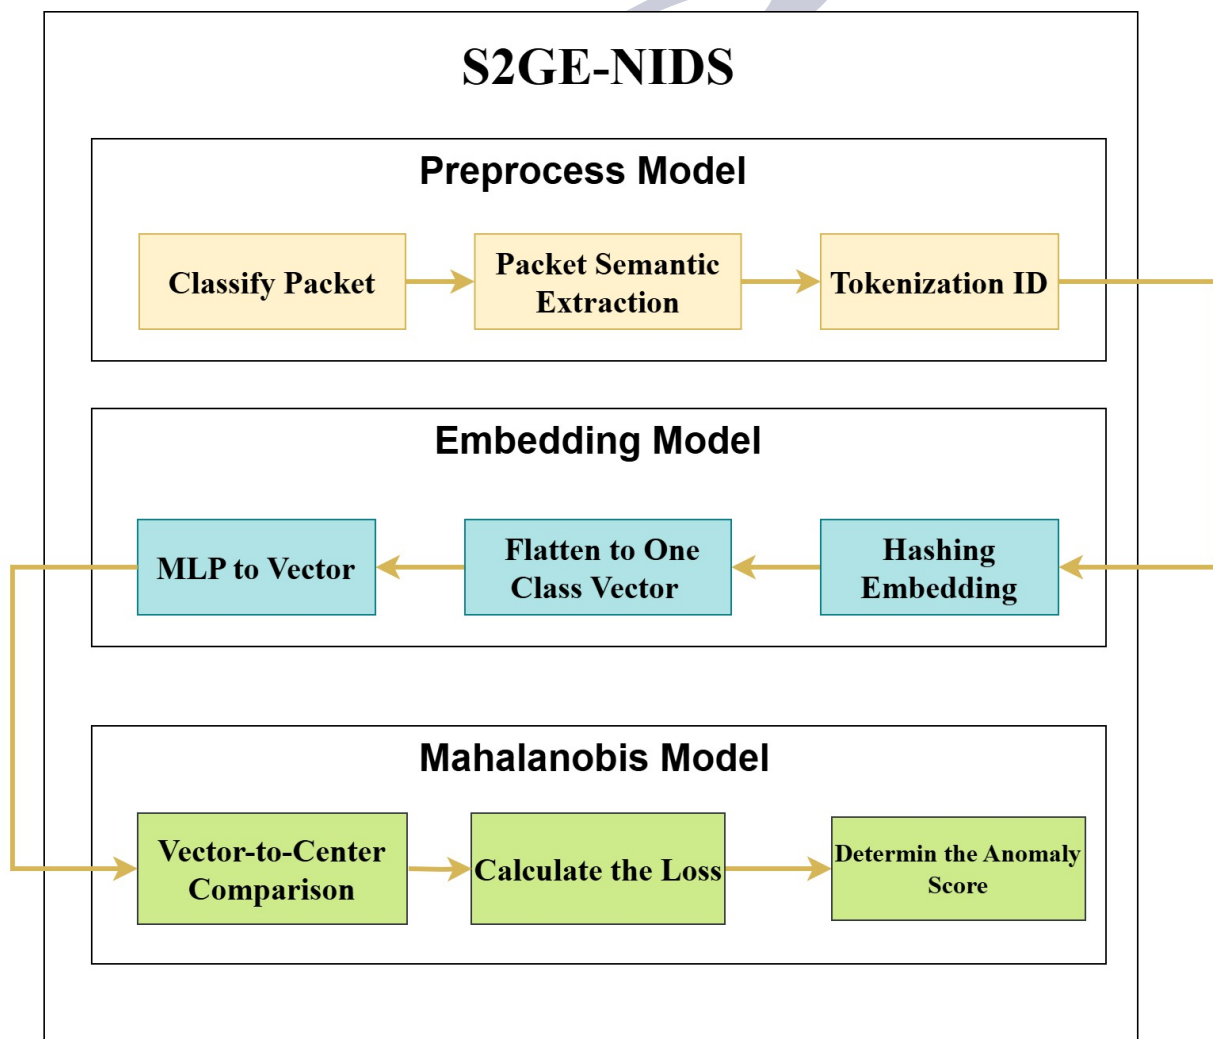 S2GE-NIDS
Preprocess Model
Classify Packet
Packet Semantic
Extraction
Tokenization ID
Embedding Model
MLP to Vector
Flatten to One
Class Vector
Hashing
Embedding
Mahalanobis Model
Vector-to-Center
Comparison
Calculate the Loss
Determin the Anomaly
Score